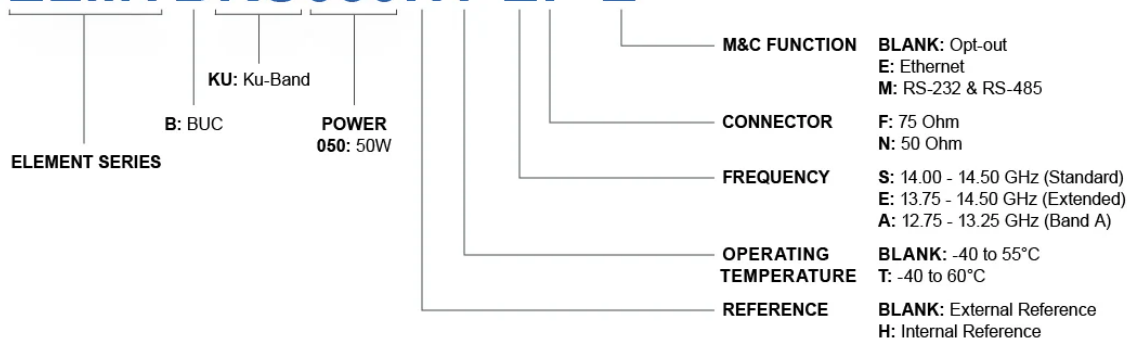 M&C FUNCTION BLANK: Opt-out
E: Ethernet
M: RS-232 & RS-485
KU: Ku-Band
B: BUC
POWER
050: 50W
ELEMENT SERIES
CONNECTOR F: 75 Ohm
N: 50 Ohm
FREQUENCY S: 14.00 - 14.50 GHz (Standard)
E: 13.75 - 14.50 GHz (Extended)
A: 12.75 - 13.25 GHz (Band A)
OPERATING TEMPERATURE BLANK: -40 to 55°C
T: -40 to 60°C
REFERENCE BLANK: External Reference
H: Internal Reference